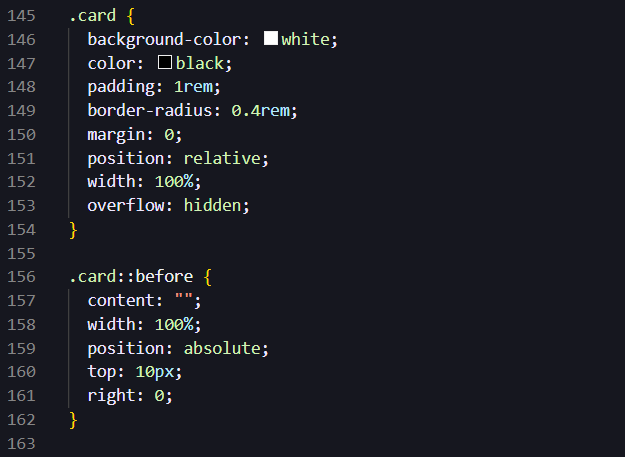 145 .card {
146   background-color: white;
147   color: black;
148   padding: 1rem;
149   border-radius: 0.4rem;
150   margin: 0;
151   position: relative;
152   width: 100%;
153   overflow: hidden;
154 }
155
156 .card::before {
157   content: "";
158   width: 100%;
159   position: absolute;
160   top: 10px;
161   right: 0;
162 }
163